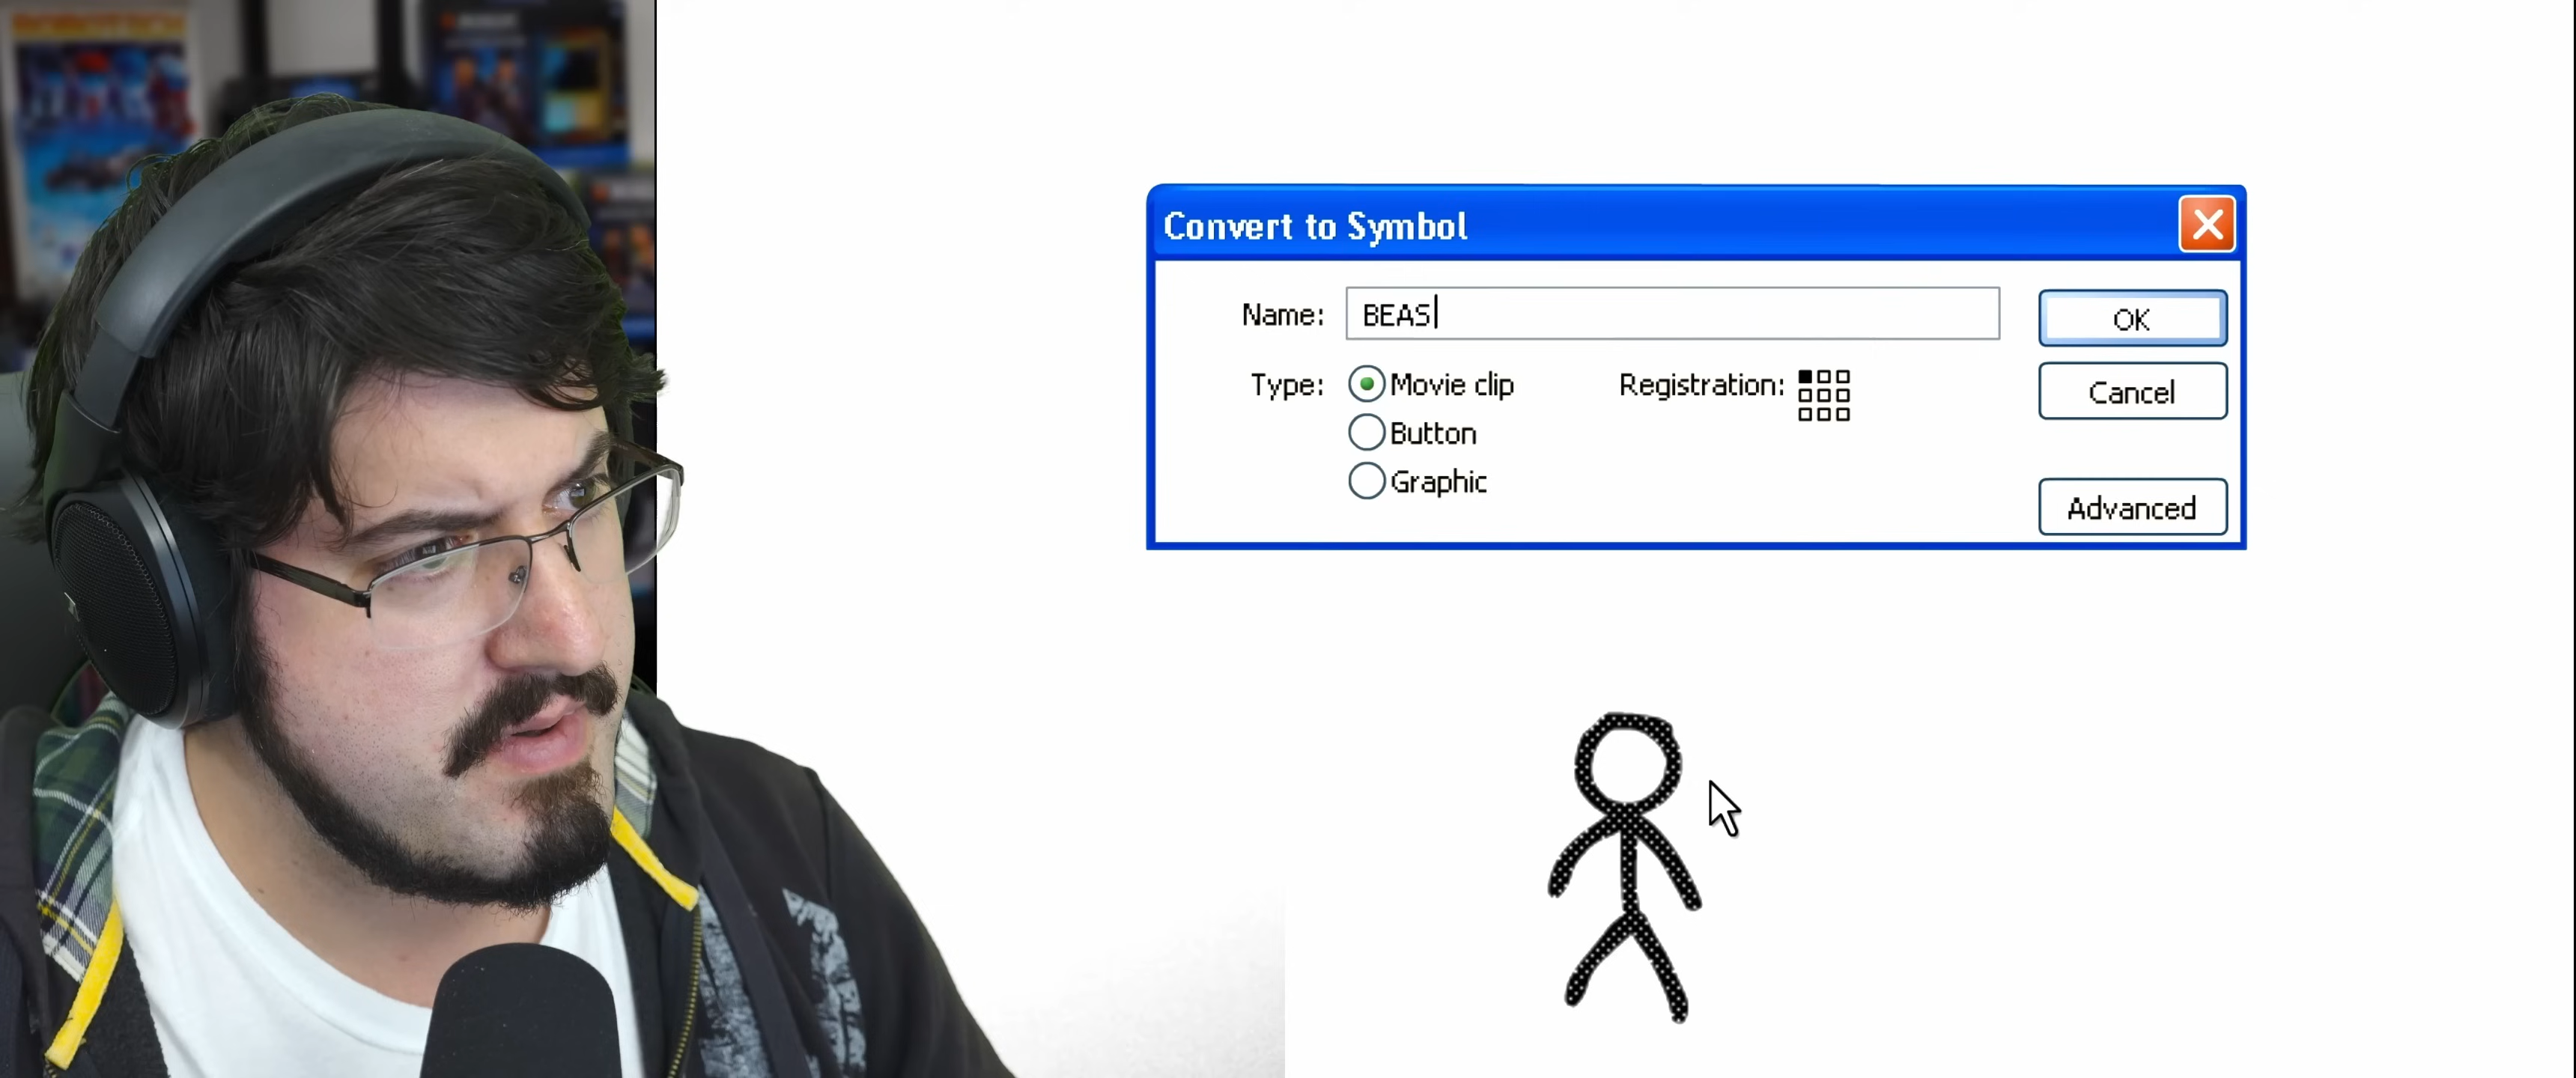 Convert to Symbol
Name: BEAS
OK
Type: Movie clip
Registration:
Cancel
Button
Graphic
Advanced